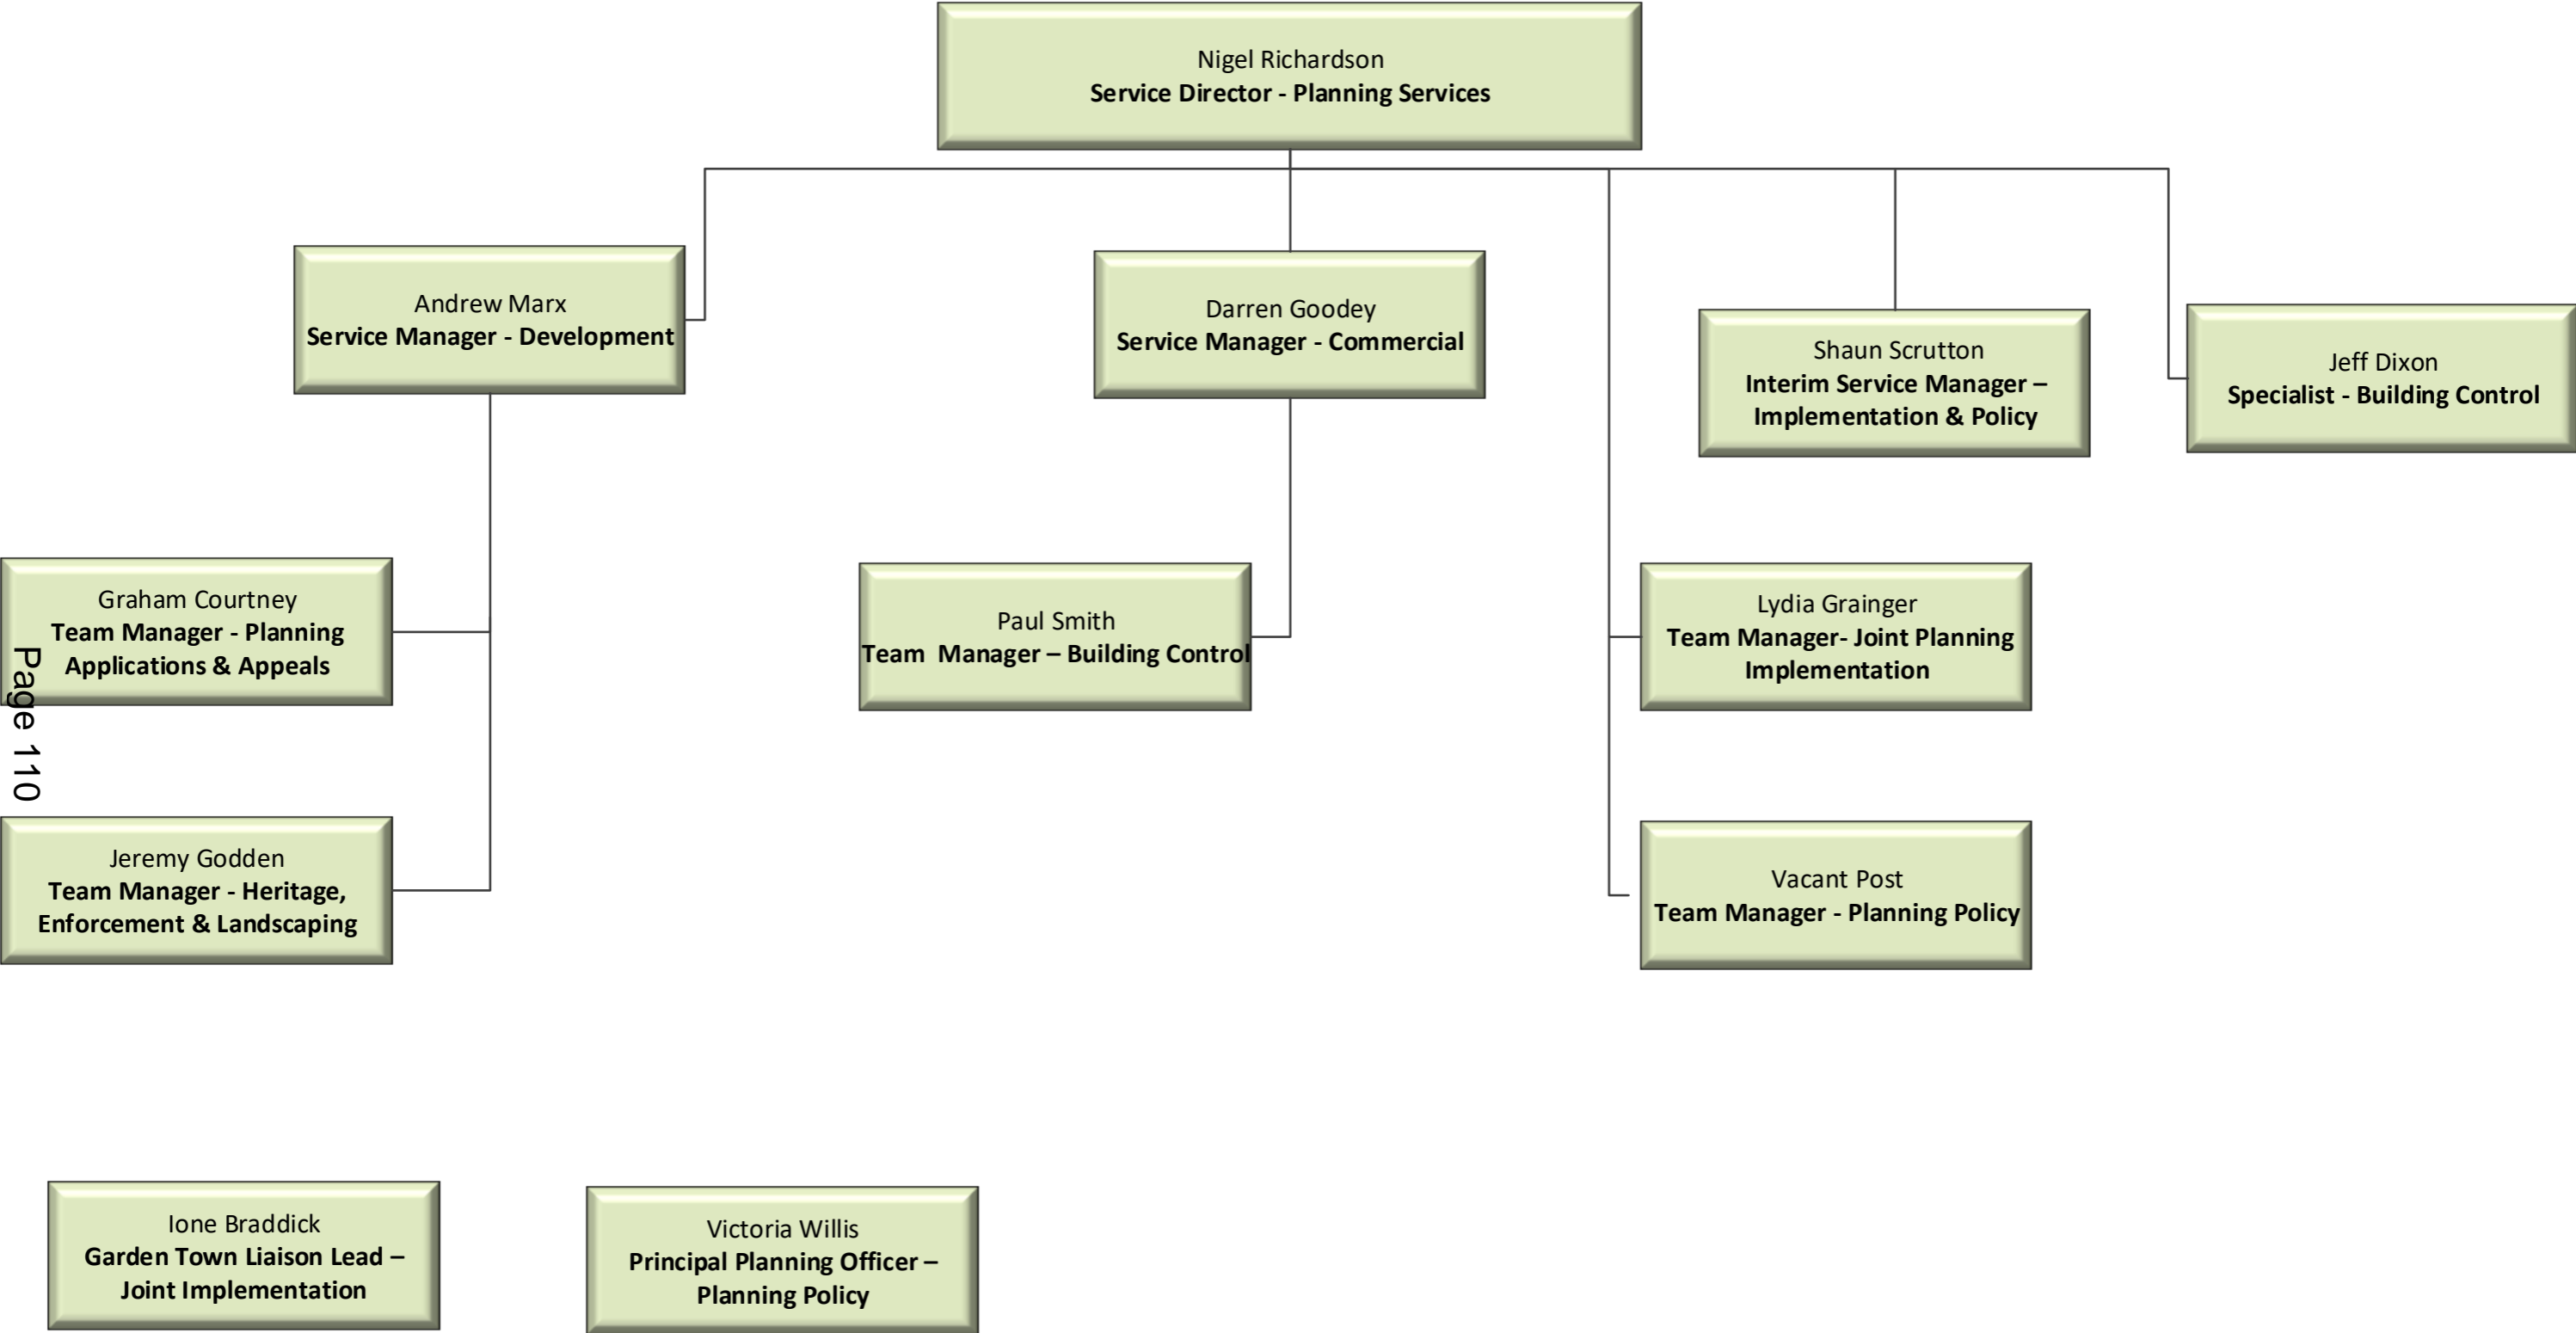 Nigel Richardson
Service Director - Planning Services
Andrew Marx
Service Manager - Development
Darren Goodey
Service Manager - Commercial
Shaun Scrutton
Interim Service Manager –
Implementation & Policy
Jeff Dixon
Specialist - Building Control
Graham Courtney
Team Manager - Planning
Applications & Appeals
Paul Smith
Team  Manager – Building Control
Lydia Grainger
Team Manager- Joint Planning
Implementation
Page 110
Jeremy Godden
Team Manager - Heritage,
Enforcement & Landscaping
Vacant Post
Team Manager - Planning Policy
Ione Braddick
Garden Town Liaison Lead –
Joint Implementation
Victoria Willis
Principal Planning Officer –
Planning Policy